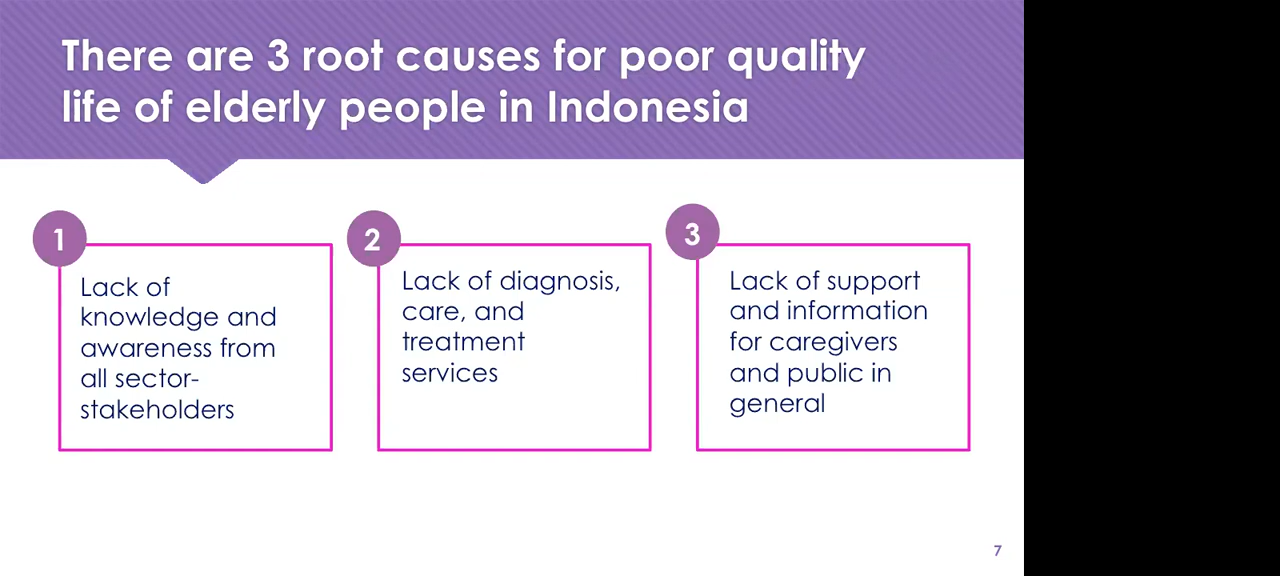 There are 3 root causes for poor quality
life of elderly people in Indonesia
1
Lack of
knowledge and
awareness from
all sector-
stakeholders
2
Lack of diagnosis,
care, and
treatment
services
3
Lack of support
and information
for caregivers
and public in
general
7